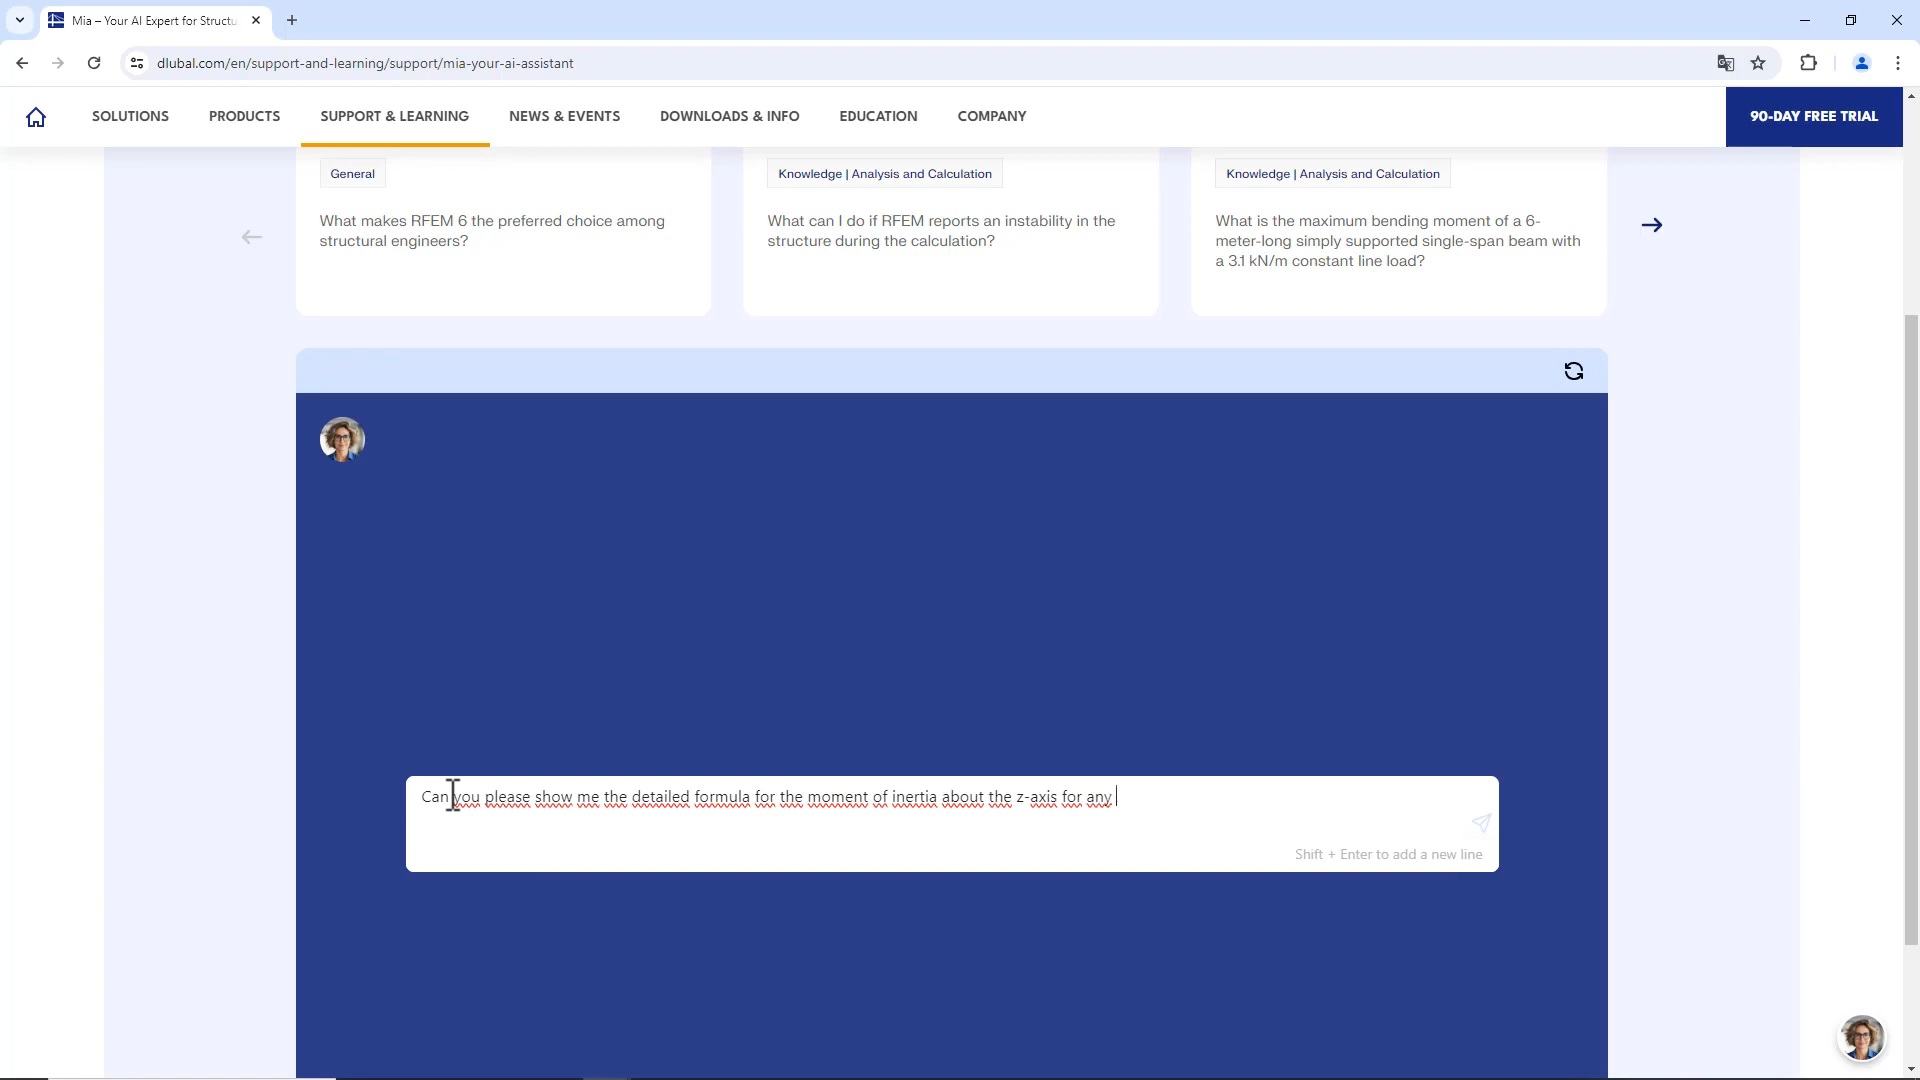 Mia – Your AI Expert for Structu
dlubal.com/en/support-and-learning/support/mia-your-ai-assistant
SOLUTIONS
PRODUCTS
SUPPORT & LEARNING
NEWS & EVENTS
DOWNLOADS & INFO
EDUCATION
COMPANY
90-DAY FREE TRIAL
General
What makes RFEM 6 the preferred choice among
structural engineers?
Knowledge | Analysis and Calculation
What can I do if RFEM reports an instability in the
structure during the calculation?
Knowledge | Analysis and Calculation
What is the maximum bending moment of a 6-
meter-long simply supported single-span beam with
a 3.1 kN/m constant line load?
Can you please show me the detailed formula for the moment of inertia about the z-axis for any
Shift + Enter to add a new line